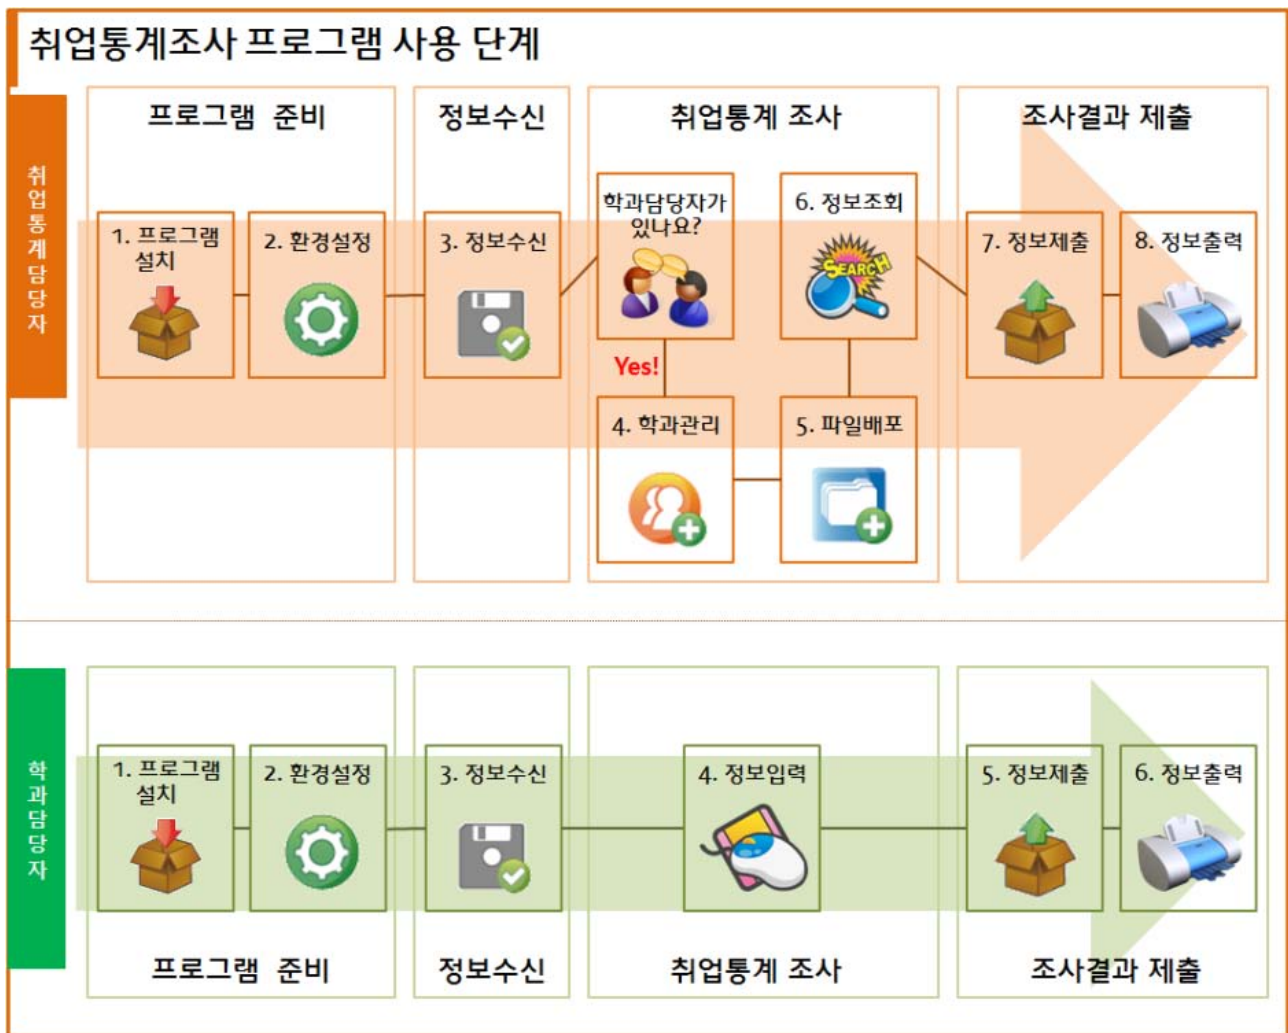 취업통계조사 프로그램 사용 단계
취업통계담당자
프로그램 준비
정보수신
취업통계 조사
조사결과 제출
1. 프로그램
설치
2. 환경설정
3. 정보수신
학과담당자가
있나요?
Yes!
4. 학과관리
5. 파일배포
6. 정보조회
SEARCH
7. 정보제출
8. 정보출력
학과담당자
1. 프로그램
설치
2. 환경설정
3. 정보수신
4. 정보입력
5. 정보제출
6. 정보출력
프로그램 준비
정보수신
취업통계 조사
조사결과 제출